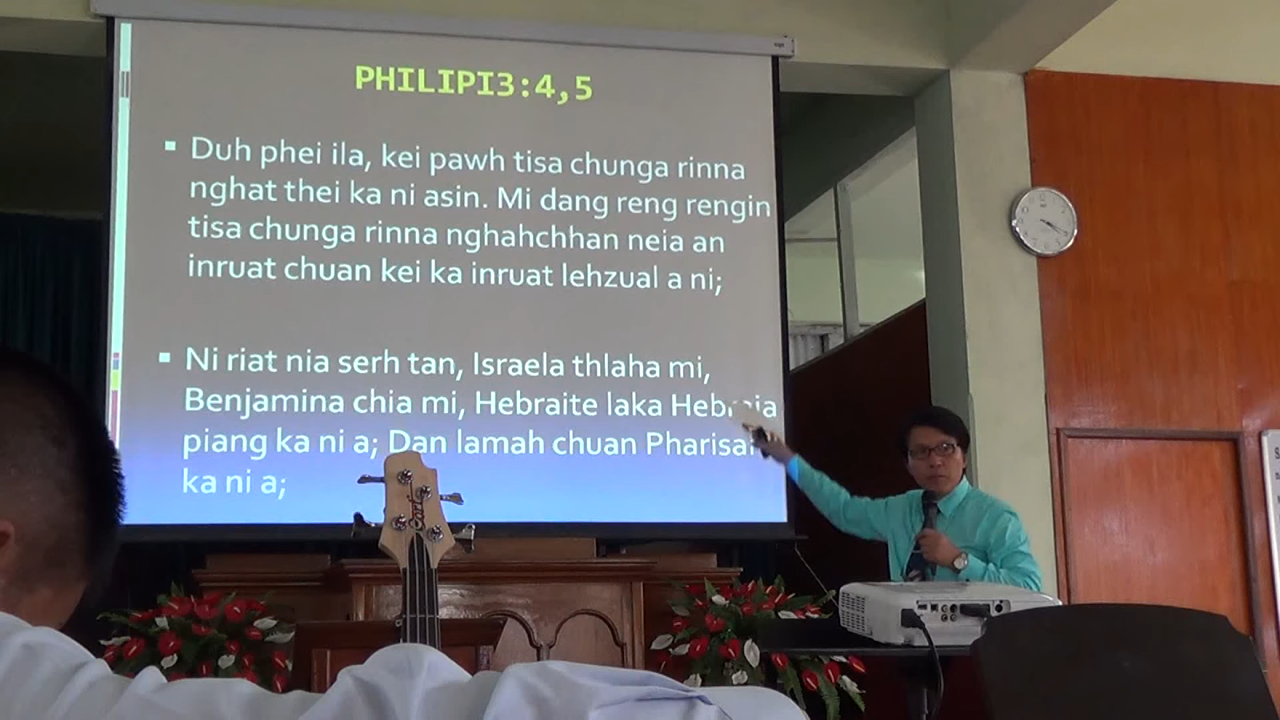 PHILIPI3:4,5
Duh phei ila, kei pawh tisa chunga rinna
nghat thei ka ni asin. Mi dang reng rengin
tisa chunga rinna nghahchhan neia an
inruat chuan kei ka inruat lehzual a ni;
Ni riat nia serh tan, Israela thlaha mi,
Benjamina chia mi, Hebraite laka
piang ka ni a; Dan lamah chuan
ka ni a;
Cort